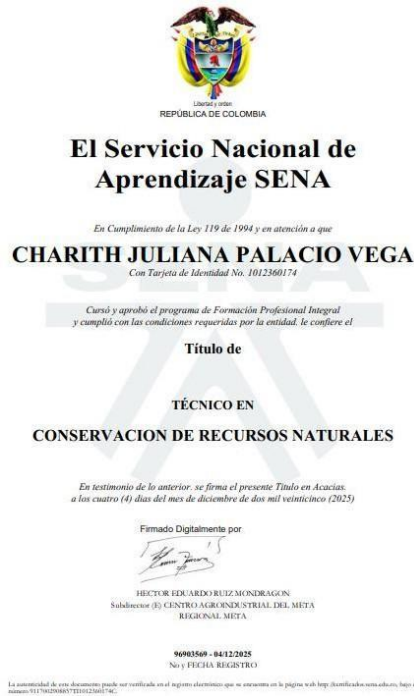 Libertad y orden
REPÚBLICA DE COLOMBIA
El Servicio Nacional de
Aprendizaje SENA
En Cumplimiento de la Ley 119 de 1994 y en atención a que
CHARITH JULIANA PALACIO VEGA
Con Tarjeta de Identidad No. 1012360174
Cursó y aprobó el programa de Formación Profesional Integral
y cumplió con las condiciones requeridas por la entidad, le confiere el
Título de
TÉCNICO EN
CONSERVACION DE RECURSOS NATURALES
En testimonio de lo anterior, se firma el presente Título en Acacias,
a los cuatro (4) dias del mes de diciembre de dos mil veinticinco (2025)
Firmado Digitalmente por
HECTOR EDUARDO RUIZ MONDRAGON
Subdirector (E) CENTRO AGROINDUSTRIAL DEL META
REGIONAL META
96903569 - 04/12/2025
No y FECHA REGISTRO
La autenticidad de este documento puede ser verificada en el registro electrónico que se encuentra en la página web http://certificados.sena.edu.co, bajo